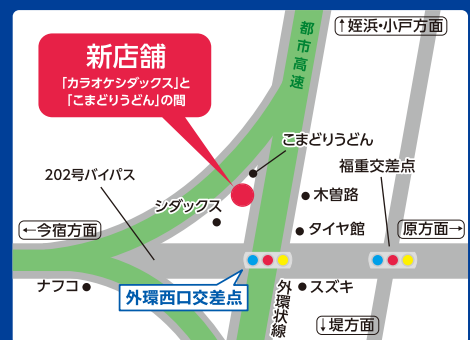 都市高速
↑姪浜・小戸方面
新店舗
「カラオケシダックス」と
「こまどりうどん」の間
こまどりうどん
福重交差点
202号バイパス
木曽路
シダックス
タイヤ館
←今宿方面
原方面→
ナフコ
外環西口交差点
外環状線
スズキ
↓堤方面